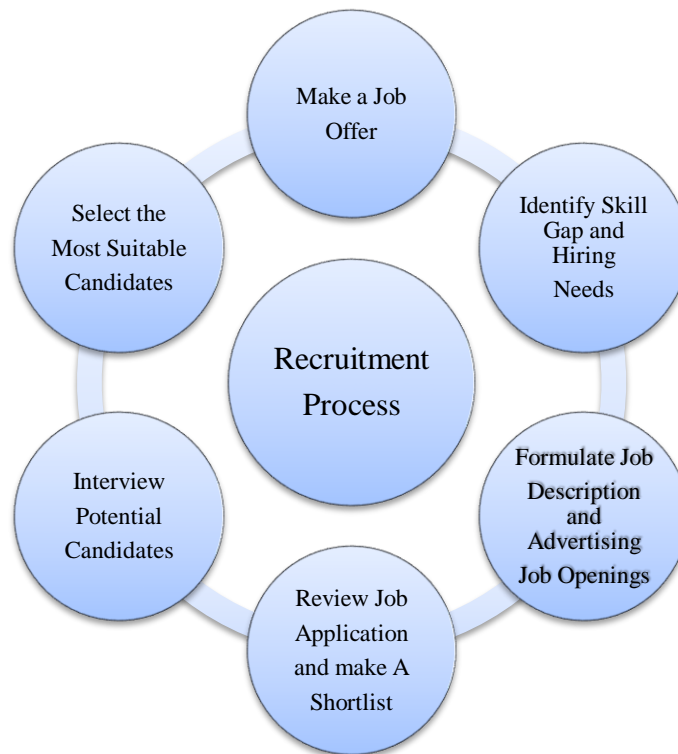 Make a Job
Offer
Identify Skill
Gap and
Hiring
Needs
Formulate Job
Description
and
Advertising
Job Openings
Review Job
Application
and make A
Shortlist
Interview
Potential
Candidates
Select the
Most Suitable
Candidates
Recruitment
Process